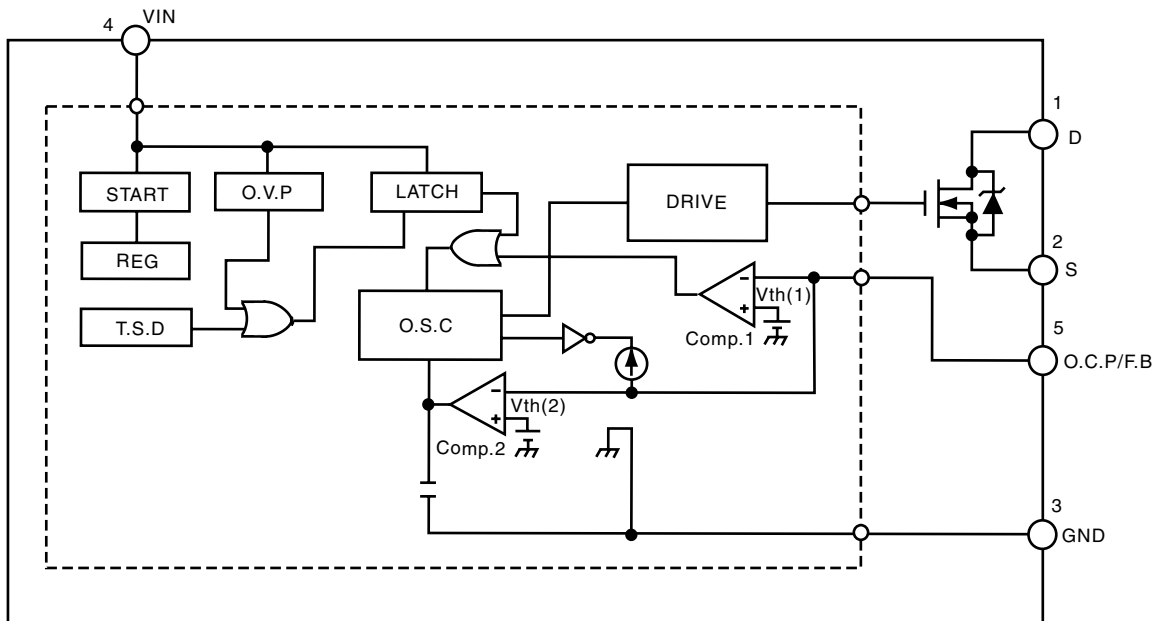 VIN
4
1
D
START
O.V.P
LATCH
DRIVE
REG
2
S
T.S.D
O.S.C
-
Vth(1)
+
Comp.1
5
O.C.P/F.B
-
Vth(2)
+
Comp.2
3
GND